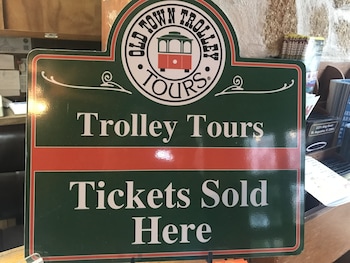 OLD TOWN TROLLEY
TOURS
Trolley Tours
Tickets Sold
Here